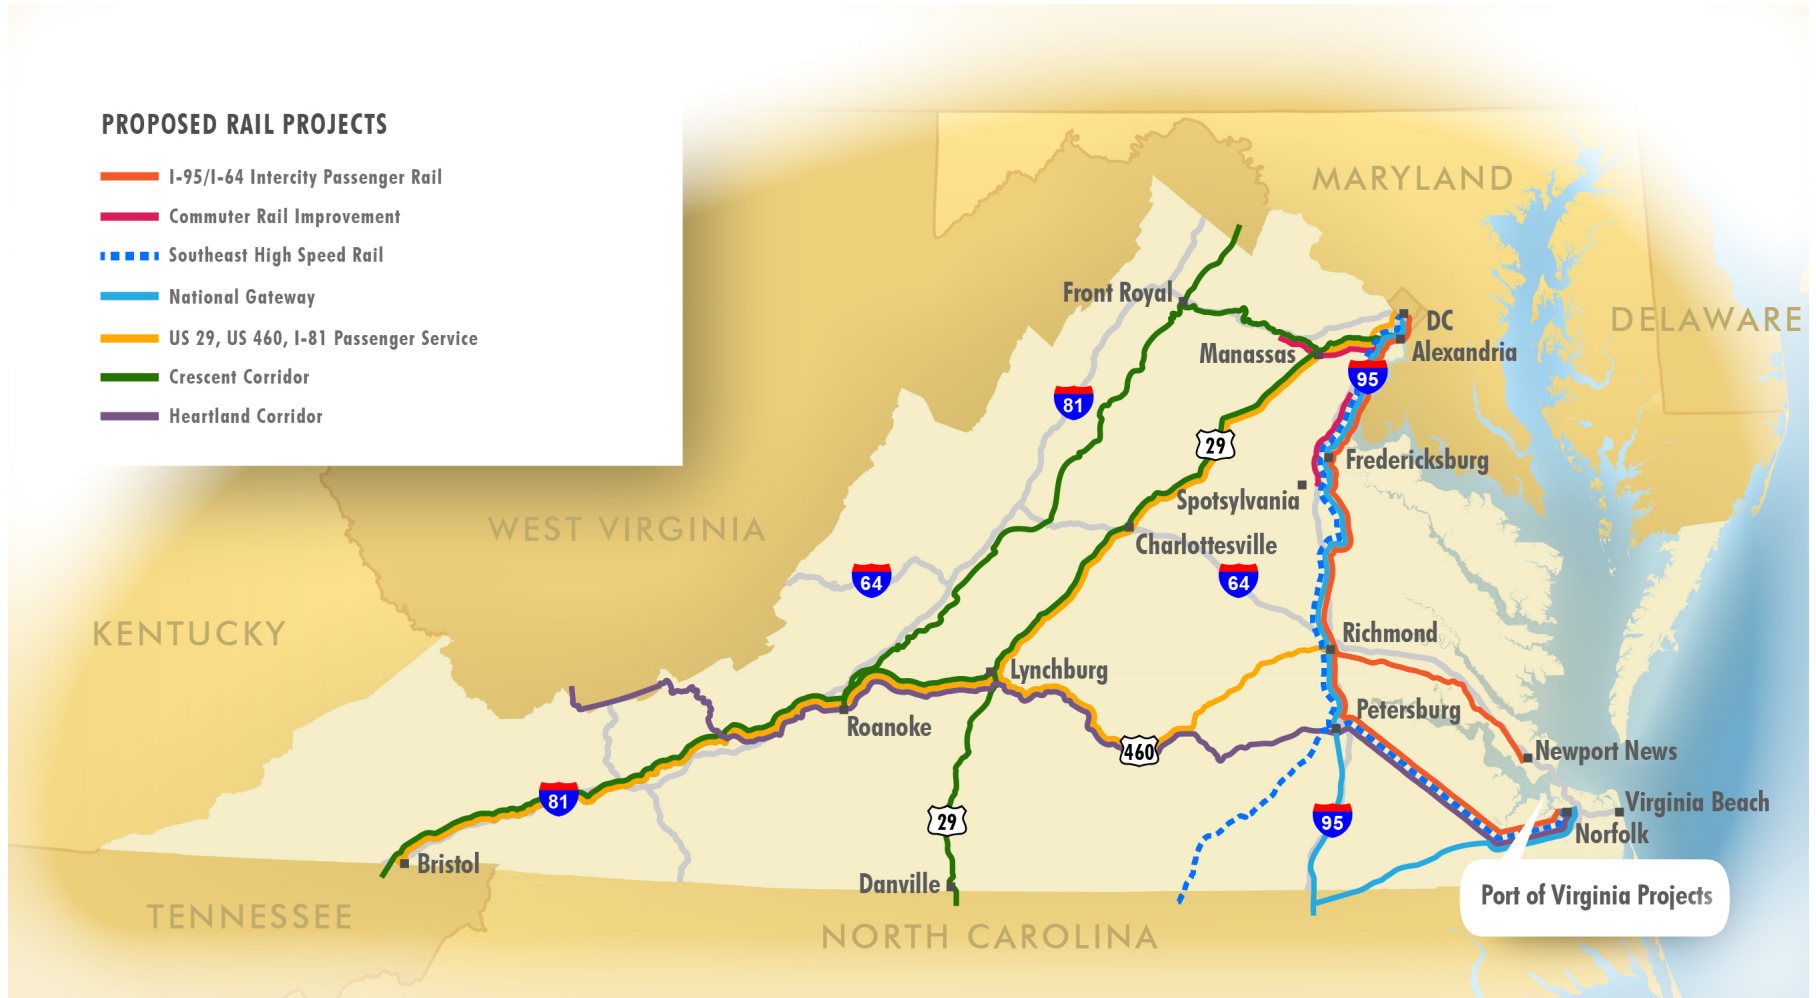 PROPOSED RAIL PROJECTS
I-95/I-64 Intercity Passenger Rail
Commuter Rail Improvement
Southeast High Speed Rail
National Gateway
US 29, US 460, I-81 Passenger Service
Crescent Corridor
Heartland Corridor
MARYLAND
DELAWARE
Front Royal
DC
Manassas
Alexandria
95
81
29
Fredericksburg
Spotsylvania
WEST VIRGINIA
Charlottesville
64
64
KENTUCKY
Richmond
Lynchburg
Petersburg
Roanoke
460
Newport News
81
Virginia Beach
29
95
Norfolk
Bristol
Danville
Port of Virginia Projects
TENNESSEE
NORTH CAROLINA